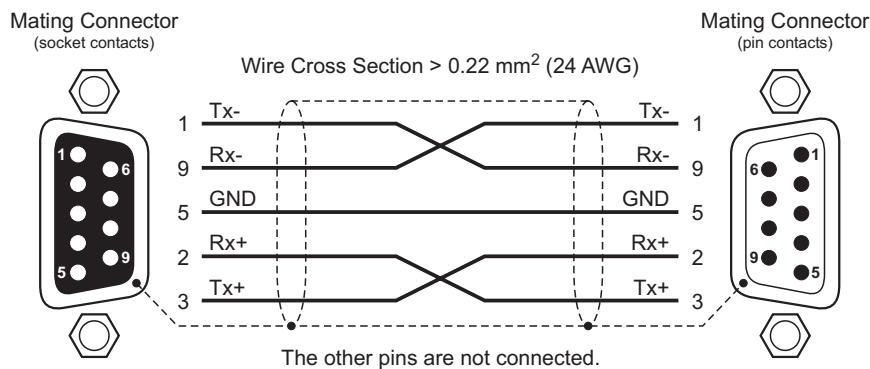 Mating Connector
(socket contacts)
Mating Connector
(pin contacts)
Wire Cross Section > 0.22 mm² (24 AWG)
1 Tx- Tx- 1
9 Rx- Rx- 9
5 GND GND 5
2 Rx+ Rx+ 2
3 Tx+ Tx+ 3
1
6
9
5
1
6
9
5
The other pins are not connected.